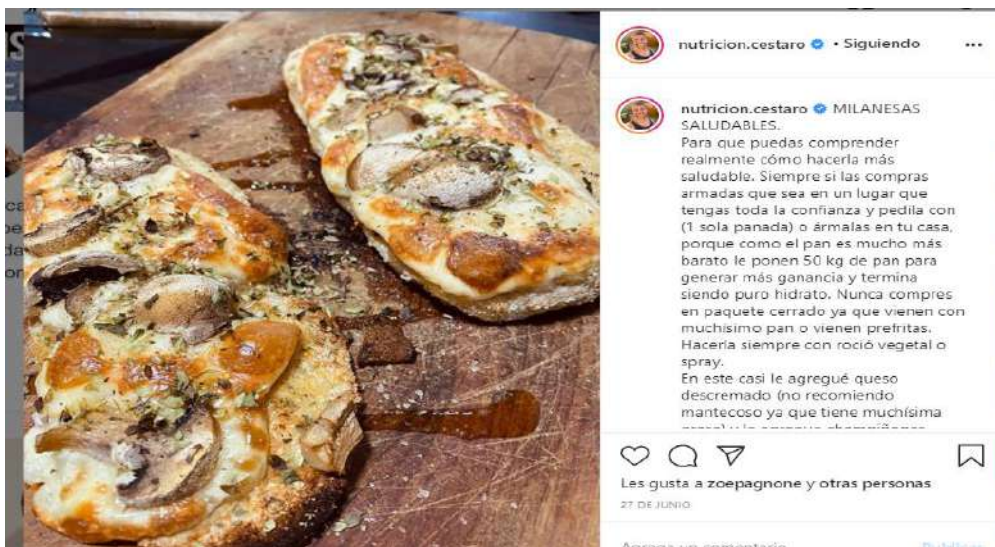 nutricion.cestaro • Siguiendo
nutricion.cestaro MILANESAS
SALUDABLES.
Para que puedas comprender
realmente cómo hacerla más
saludable. Siempre si las compras
armadas que sea en un lugar que
tengas toda la confianza y pedila con
(1 sola panada) o ármalas en tu casa,
porque como el pan es mucho más
barato le ponen 50 kg de pan para
generar más ganancia y termina
siendo puro hidrato. Nunca compres
en paquete cerrado ya que vienen con
muchísimo pan o vienen prefritas.
Hacerla siempre con roció vegetal o
spray.
En este casi le agregué queso
descremado (no recomiendo
mantecoso ya que tiene muchísima
Les gusta a zoepagnone y otras personas
27 DE JUNIO